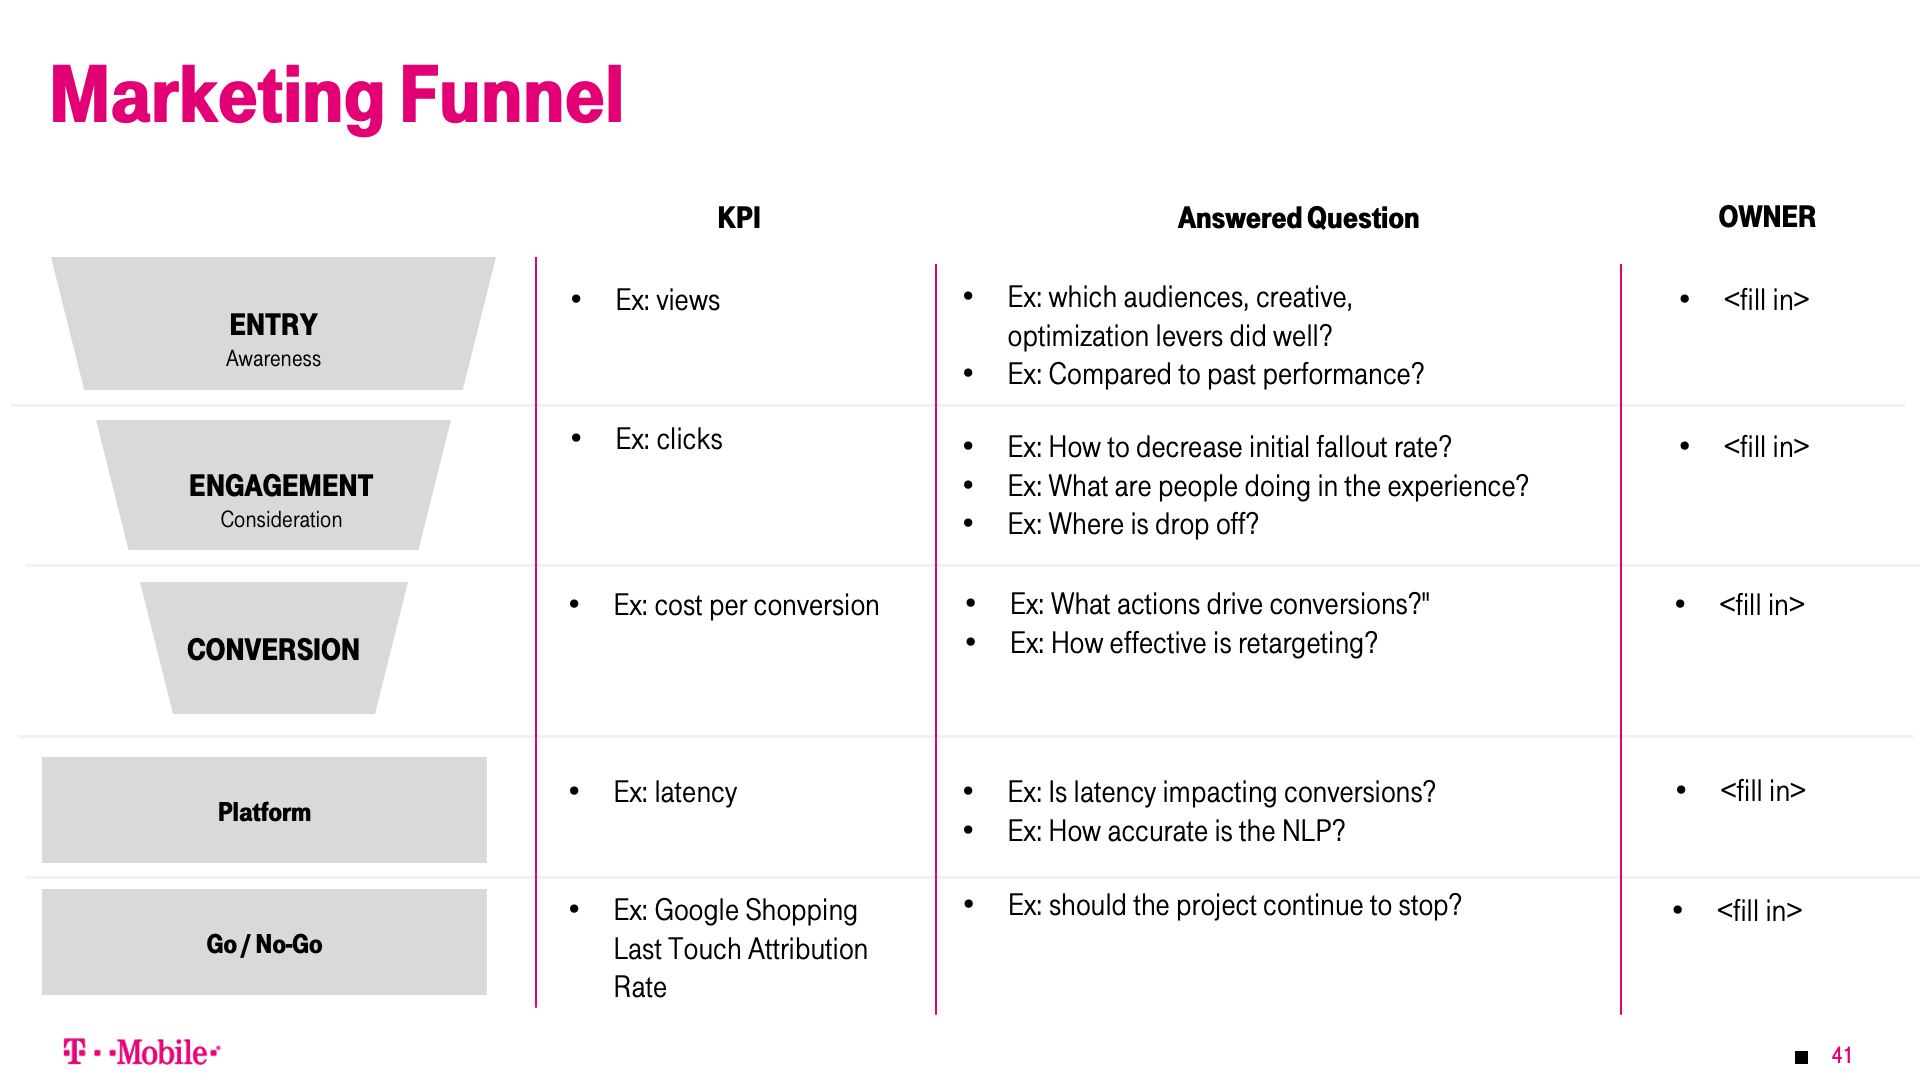 Marketing Funnel
KPI
Answered Question
OWNER
ENTRY
Awareness
• Ex: views
• Ex: which audiences, creative,
optimization levers did well?
• Ex: Compared to past performance?
• <fill in>
ENGAGEMENT
Consideration
• Ex: clicks
• Ex: How to decrease initial fallout rate?
• Ex: What are people doing in the experience?
• Ex: Where is drop off?
• <fill in>
CONVERSION
• Ex: cost per conversion
• Ex: What actions drive conversions?"
• Ex: How effective is retargeting?
• <fill in>
Platform
• Ex: latency
• Ex: Is latency impacting conversions?
• Ex: How accurate is the NLP?
• <fill in>
Go / No-Go
• Ex: Google Shopping
Last Touch Attribution
Rate
• Ex: should the project continue to stop?
• <fill in>
T··Mobile·
■ 41